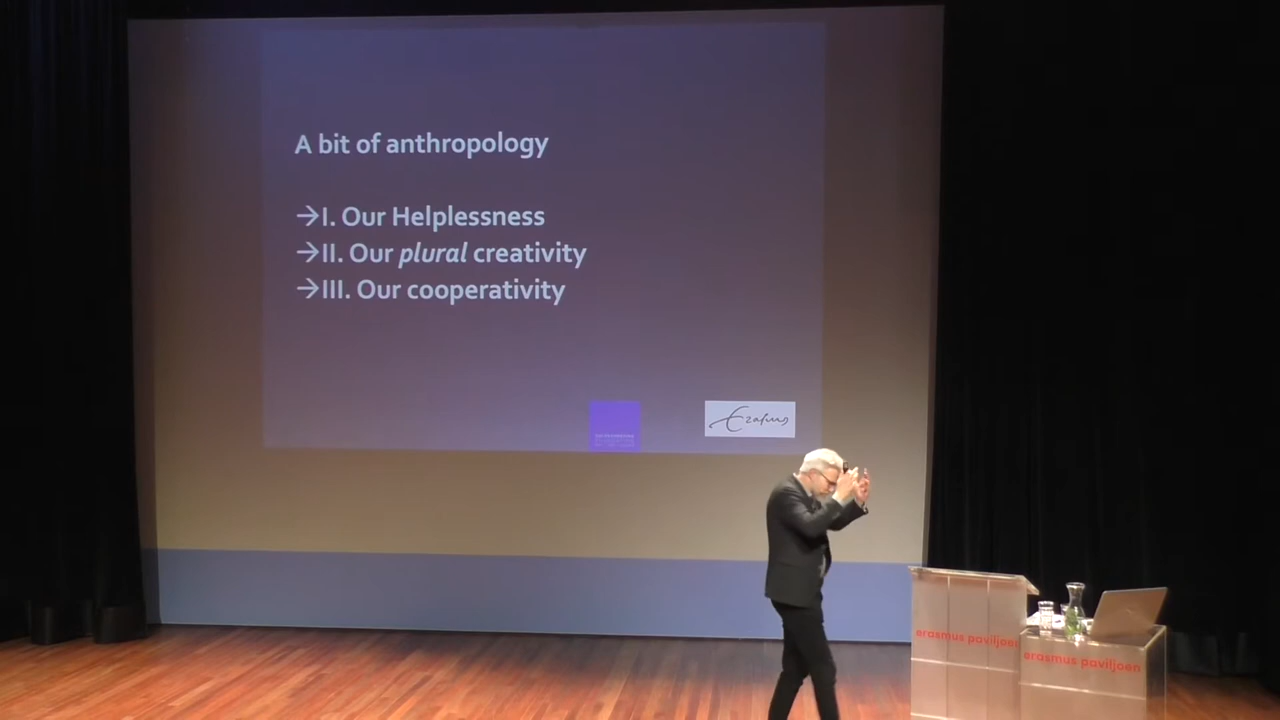 A bit of anthropology
→I. Our Helplessness
→II. Our plural creativity
→III. Our cooperativity
Erasmus
erasmus paviljoen
erasmus paviljoen